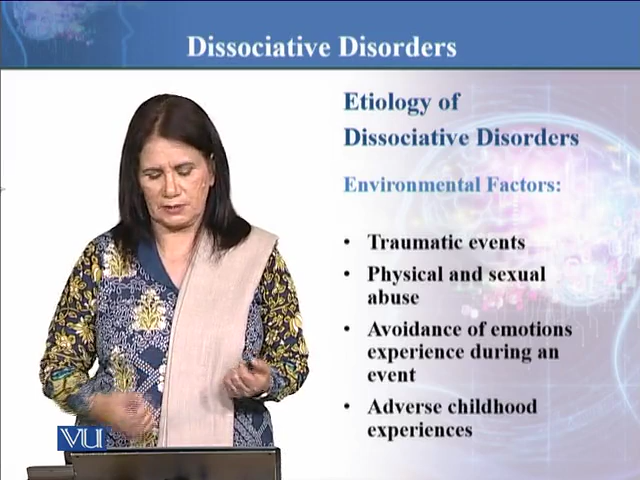 Dissociative Disorders
Etiology of
Dissociative Disorders
Environmental Factors:
• Traumatic events
• Physical and sexual
abuse
• Avoidance of emotions
experience during an
event
• Adverse childhood
experiences
VU